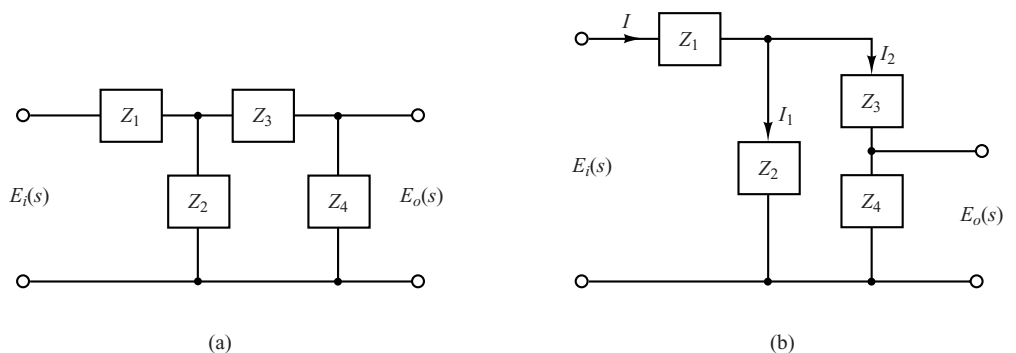 Z1
Z3
Z2
Z4
Ei(s)
Eo(s)
(a)
I
Z1
I2
Z3
I1
Z2
Ei(s)
Z4
Eo(s)
(b)